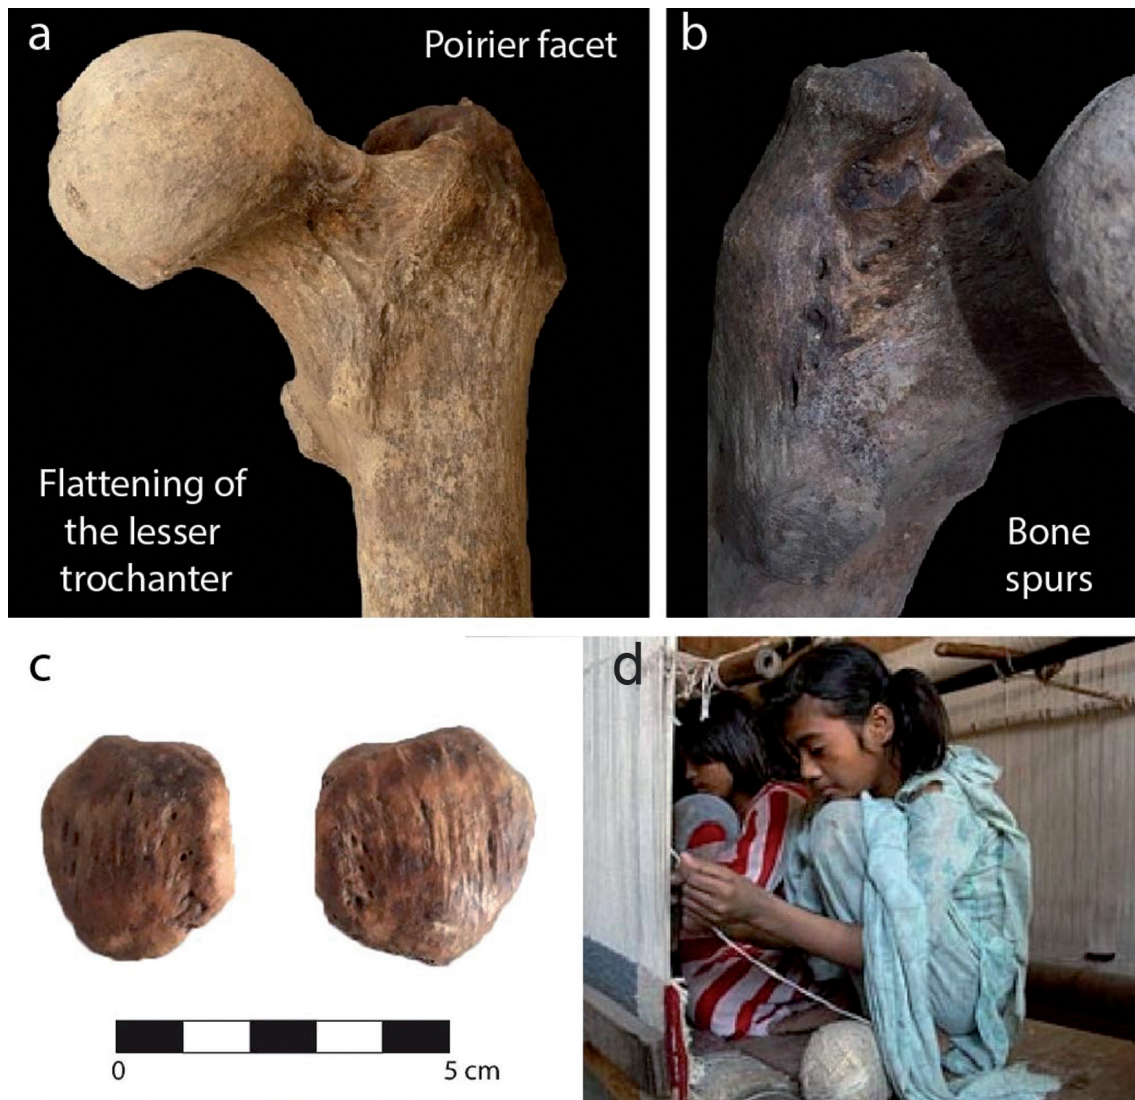 a
Poirier facet
b
Flattening of
the lesser
trochanter
Bone
spurs
c
d
0
5 cm